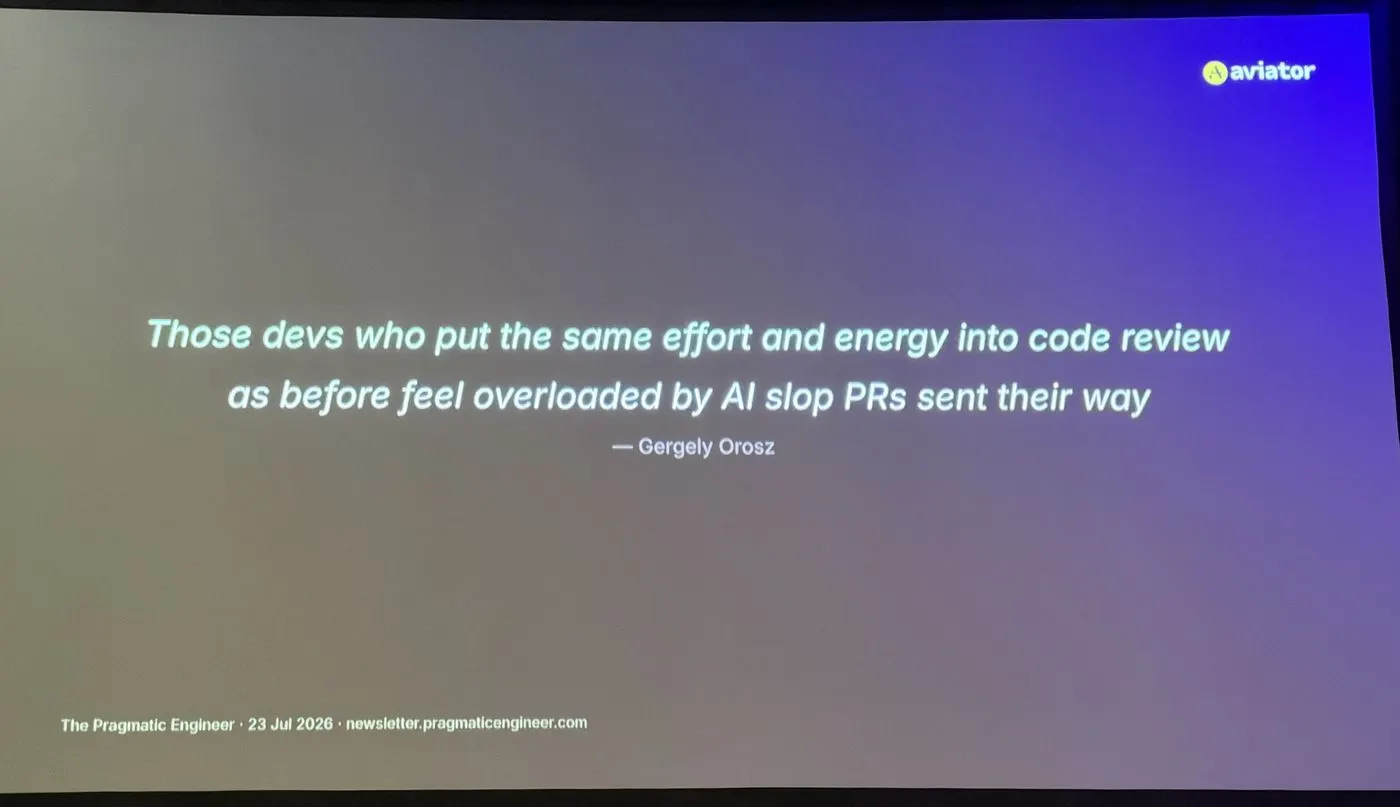 aviator
Those devs who put the same effort and energy into code review
as before feel overloaded by AI slop PRs sent their way
— Gergely Orosz
The Pragmatic Engineer · 23 Jul 2026 · newsletter.pragmaticengineer.com